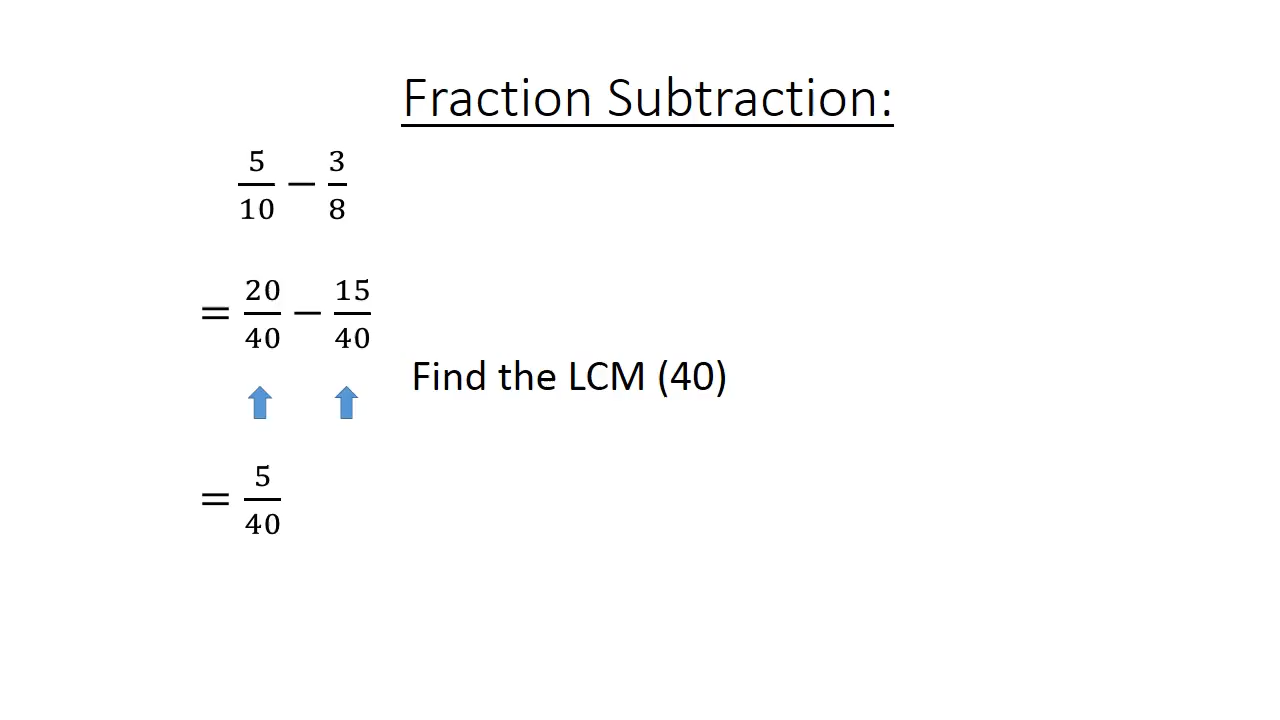 Fraction Subtraction:
5/10 − 3/8
= 20/40 − 15/40
Find the LCM (40)
= 5/40